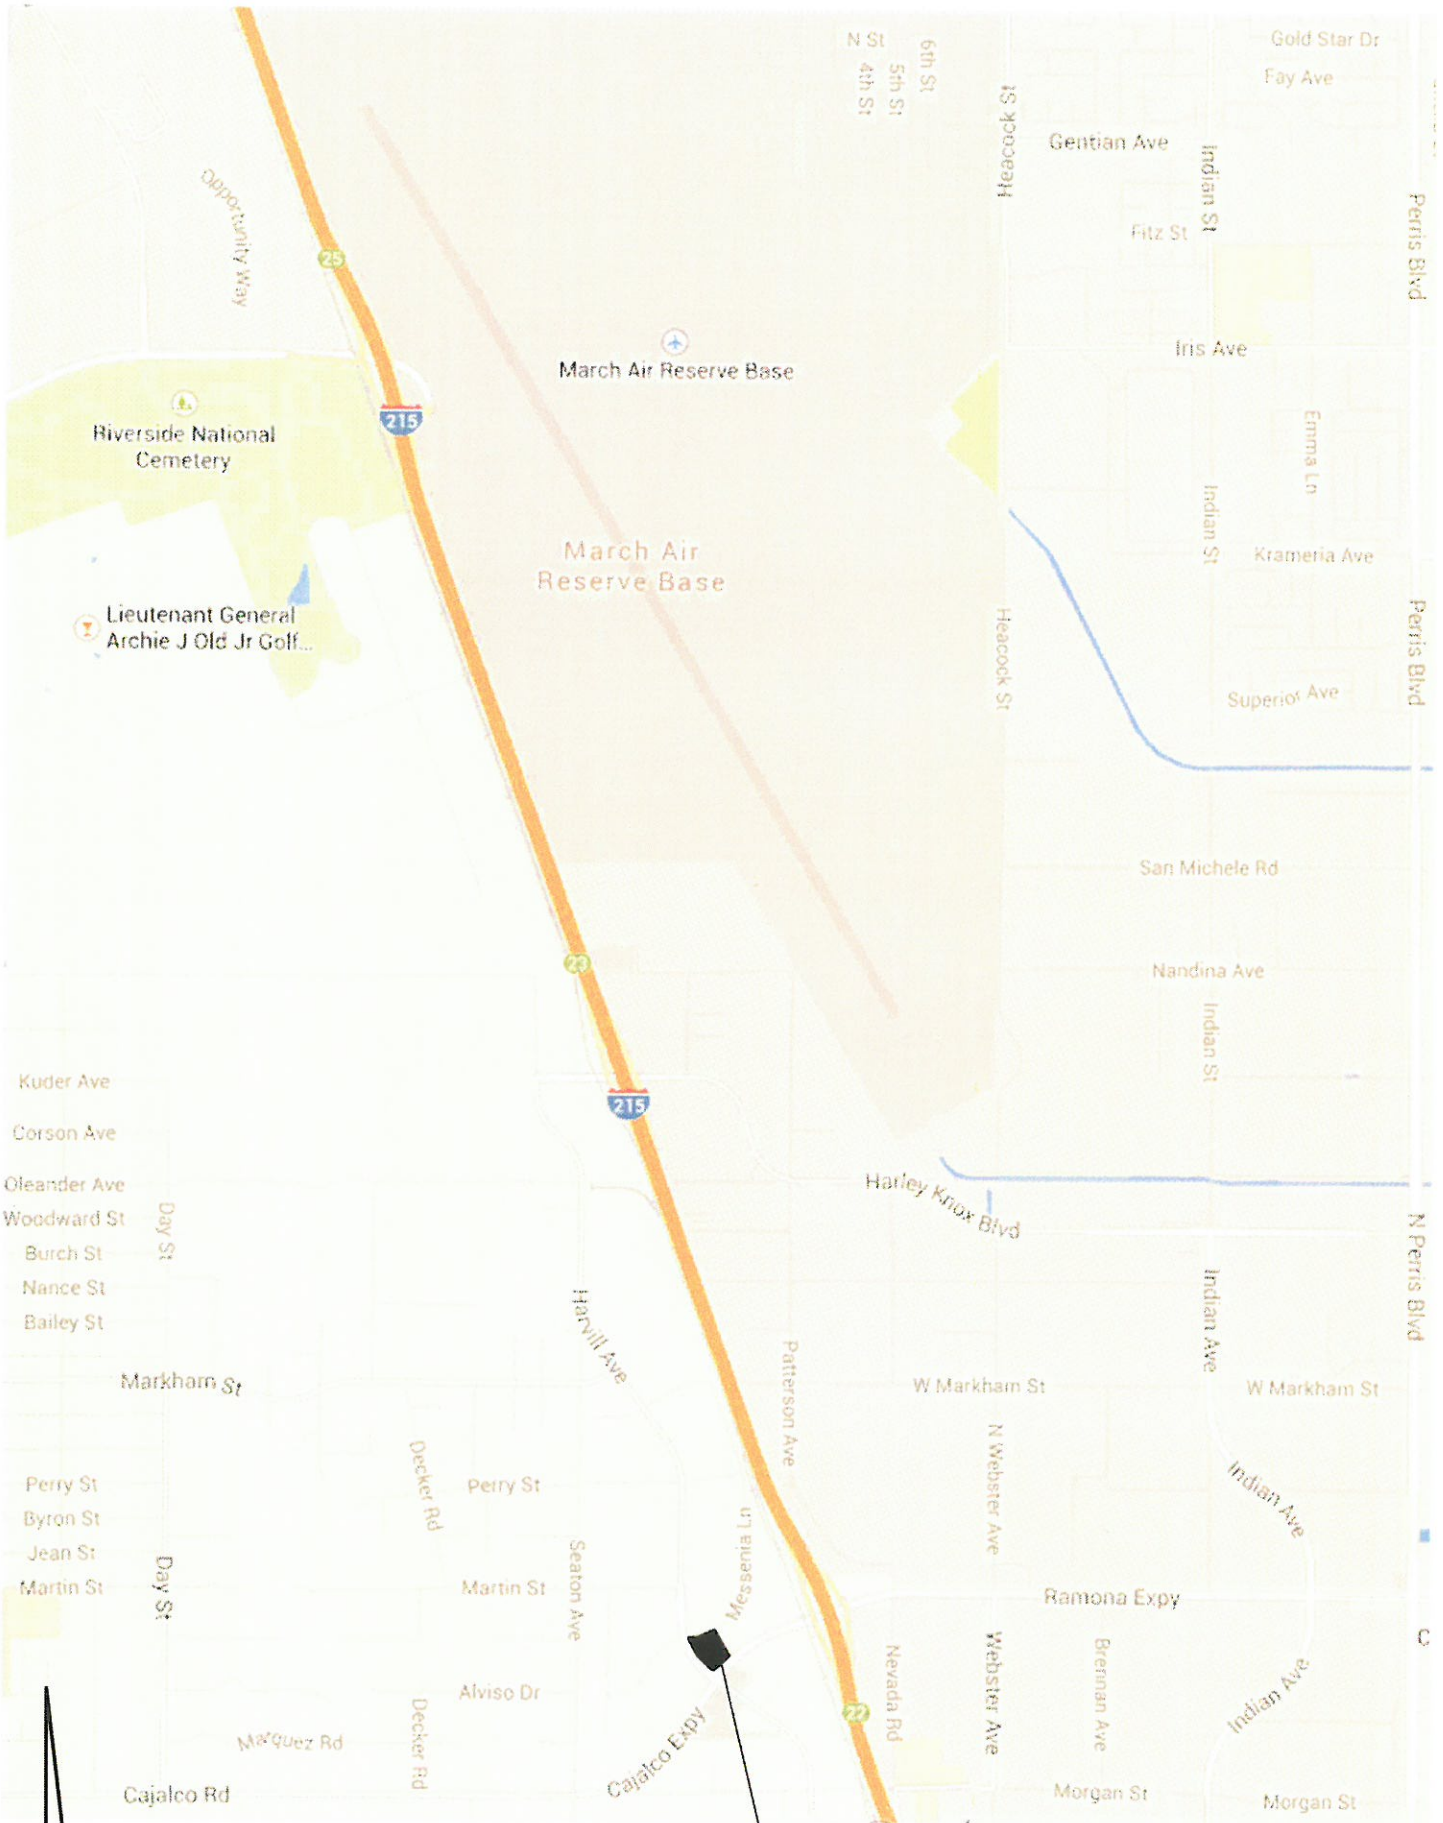 N St
4th St
5th St
6th St
Gold Star Dr
Fay Ave
Heacock St
Gentian Ave
Indian St
Perris Blvd
Opportunity Way
Fitz St
25
March Air Reserve Base
Iris Ave
215
Riverside National
Cemetery
Emma Ln
Indian St
March Air
Reserve Base
Krameria Ave
Lieutenant General
Archie J Old Jr Golf...
Heacock St
Perris Blvd
Superior Ave
San Michele Rd
23
Nandina Ave
Indian St
Kuder Ave
215
Corson Ave
Oleander Ave
Woodward St
Day St
Burch St
Nance St
Bailey St
Harley Knox Blvd
N Perris Blvd
Indian Ave
Harvill Ave
Patterson Ave
Markham St
W Markham St
W Markham St
Decker Rd
N Webster Ave
Indian Ave
Perry St
Perry St
Byron St
Jean St
Martin St
Day St
Martin St
Seaton Ave
Messenia Ln
Ramona Expy
C
Alviso Dr
Nevada Rd
Webster Ave
Brennan Ave
Indian Ave
22
Marquez Rd
Decker Rd
Cajalco Expy
Cajalco Rd
Morgan St
Morgan St